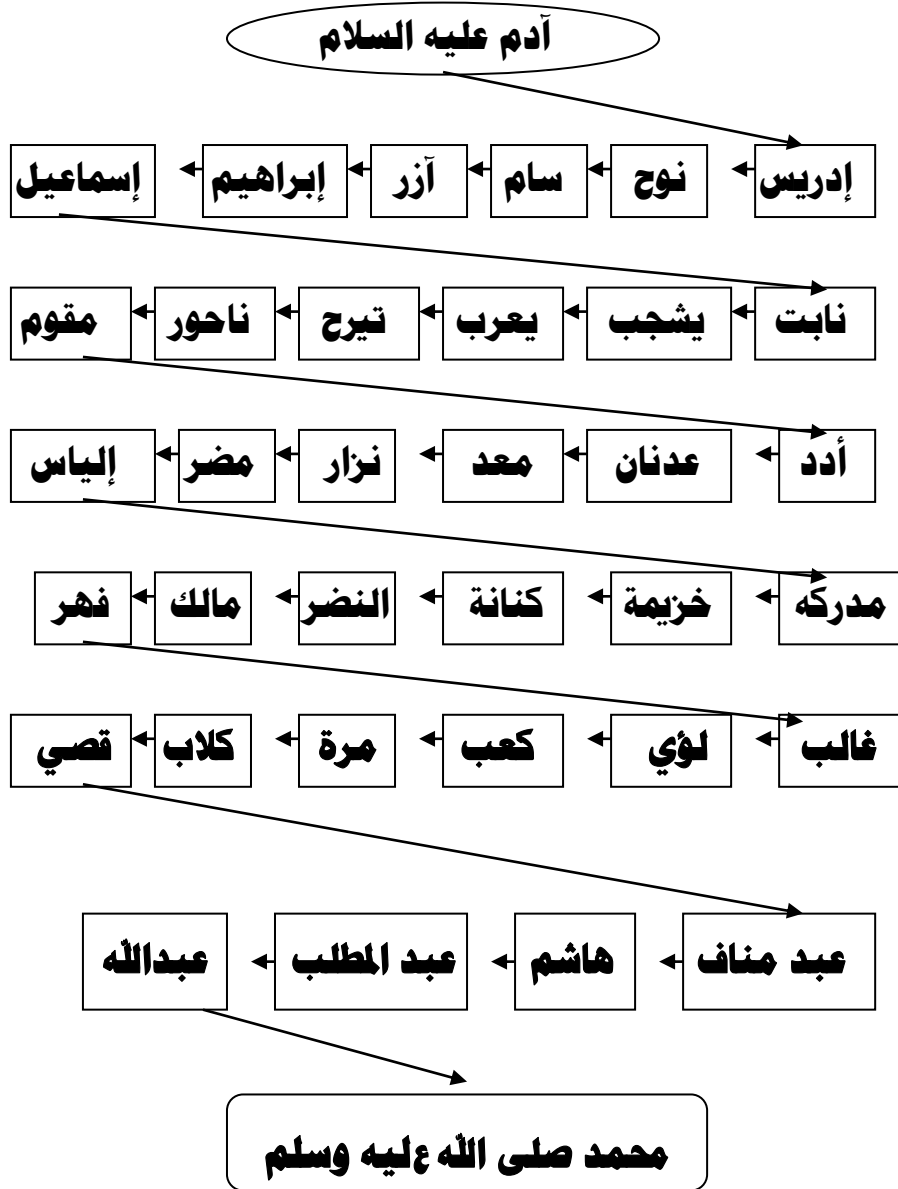 آدم عليه السلام
إدريس نوح سام آزر إبراهيم إسماعيل
نابت يشجب يعرب تيرح ناحور مقوم
أدد عدنان معد نزار مضر إلياس
مدركه خزيمة كنانة النضر مالك فهر
غالب لؤي كعب مرة كلاب قصي
عبد مناف هاشم عبد المطلب عبدالله
محمد صلى الله عليه وسلم